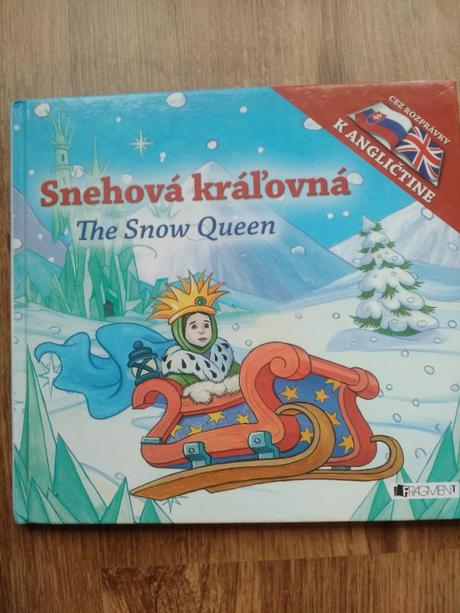 CEZ ROZPRÁVKY
K ANGLIČTINE
Snehová kráľovná
The Snow Queen
FRAGMENT